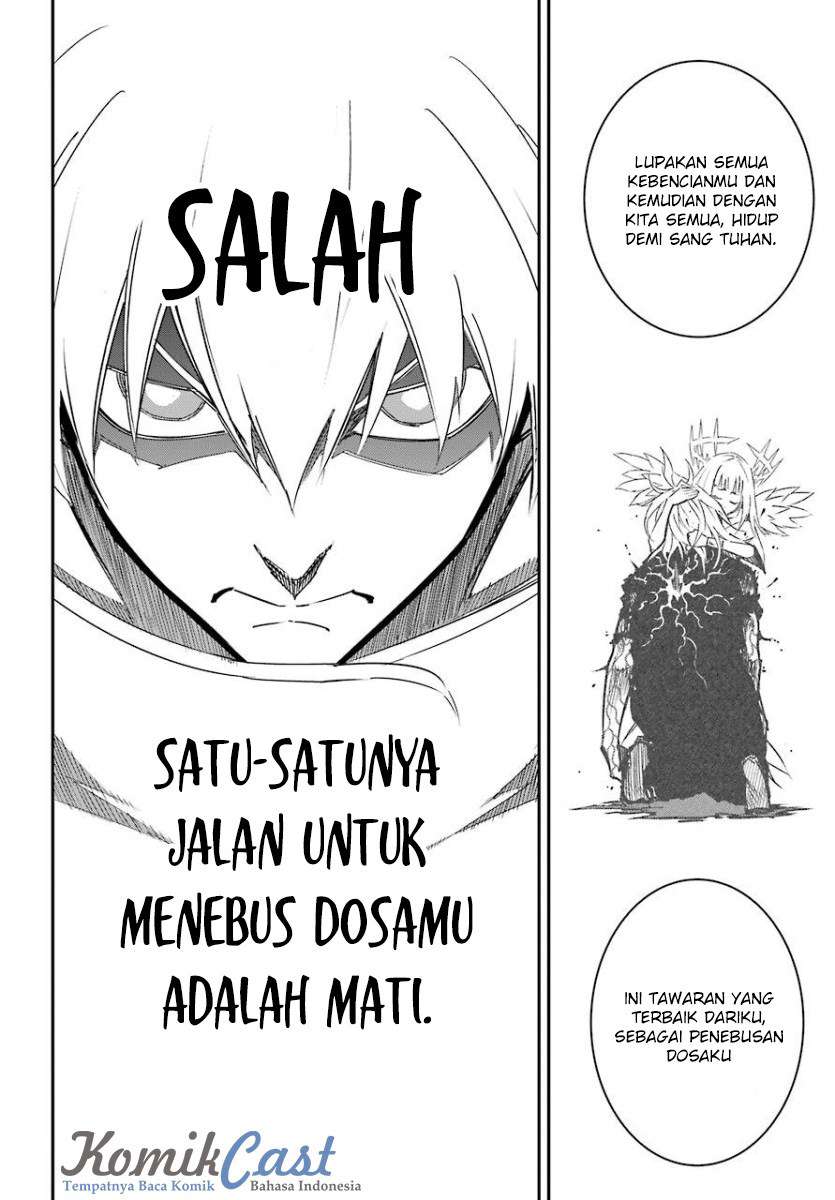 LUPAKAN SEMUA
KEBENCIANMU DAN
KEMUDIAN DENGAN
KITA SEMUA, HIDUP
DEMI SANG TUHAN.
INI TAWARAN YANG
TERBAIK DARIKU,
SEBAGAI PENEBUSAN
DOSAKU
SALAH
SATU-SATUNYA
JALAN UNTUK
MENEBUS DOSAMU
ADALAH MATI.
KomikCast
Tempatnya Baca Komik Bahasa Indonesia